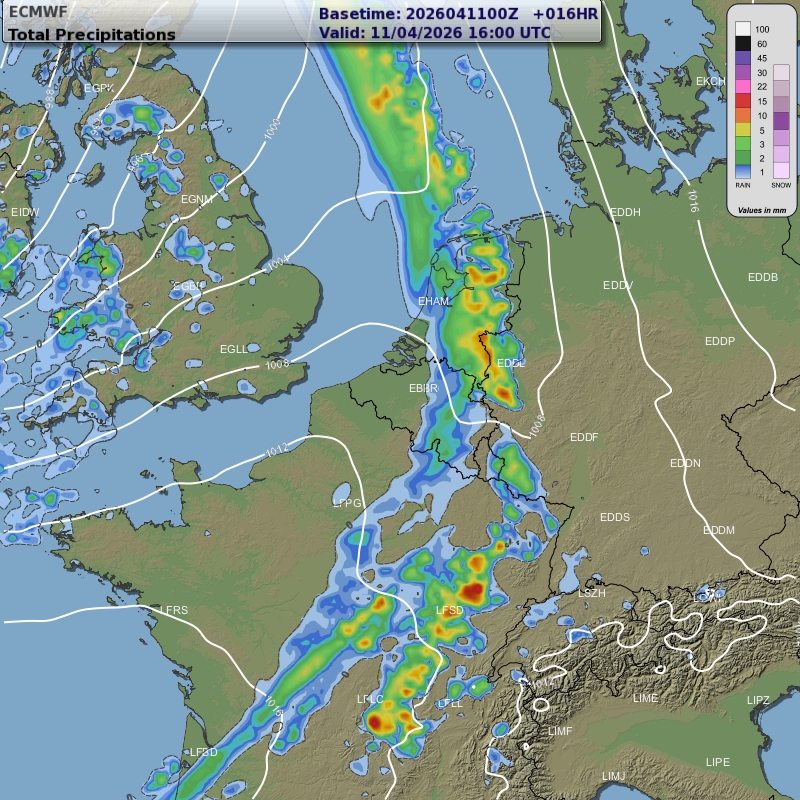 ECMWF
Total Precipitations
Basetime: 2026041100Z +016HR
Valid: 11/04/2026 16:00 UTC
100
60
45
30
22
15
10
5
3
2
1
RAIN SNOW
Values in mm
EGPK
EKCH
1000
1016
EIDW
EGNM
EDDH
1004
EDDB
EGBB
EDDV
EHAM
EDDP
EGLL
1008
EDDL
EBBR
1008
EDDF
1012
EDDN
LFPG
EDDS
EDDM
LSZH
LFRS
LFSD
LFLC
LFLL
1016
LIME
LIPZ
LIMF
LFBD
LIPE
LIMJ